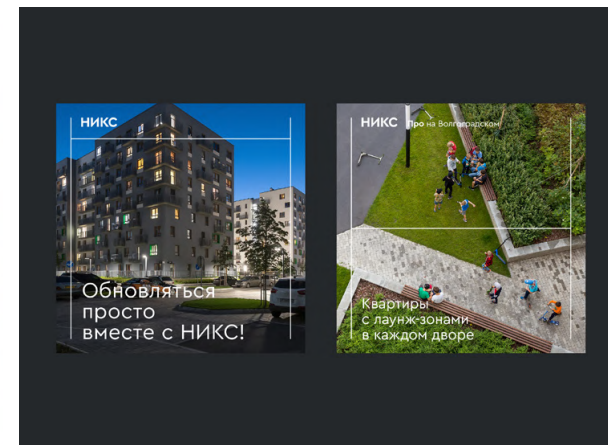 НИКС
Обновляться
просто
вместе с НИКС!
НИКС
Про на Волгоградском
Квартиры
с лаунж-зонами
в каждом дворе